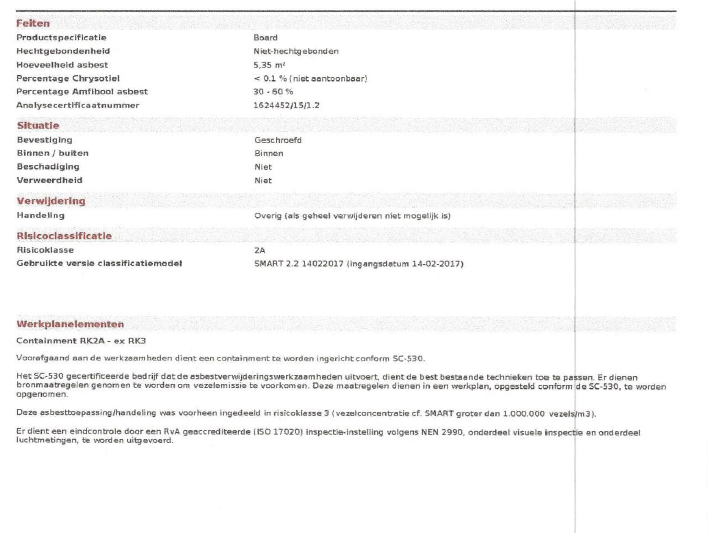 Feiten
Productspecificatie Board
Hechtgebondenheid Niet-hechtgebonden
Hoeveelheid asbest 5,35 m²
Percentage Chrysotiel < 0.1 % (niet aantoonbaar)
Percentage Amfibool asbest 30 - 60 %
Analysecertificaatnummer 1624452/15/1.2
Situatie
Bevestiging Geschroefd
Binnen / buiten Binnen
Beschadiging Niet
Verweerdheid Niet
Verwijdering
Handeling Overig (als geheel verwijderen niet mogelijk is)
Risicoclassificatie
Risicoklasse 2A
Gebruikte versie classificatiemodel SMART 2.2 14022017 (ingangsdatum 14-02-2017)
Werkplanelementen
Containment RK2A - ex RK3
Voorafgaand aan de werkzaamheden dient een containment te worden ingericht conform SC-530.
Het SC-530 gecertificeerde bedrijf dat de asbestverwijderingswerkzaamheden uitvoert, dient de best bestaande technieken toe te passen. Er dienen
bronmaatregelen genomen te worden om vezelemissie te voorkomen. Deze maatregelen dienen in een werkplan, opgesteld conform de SC-530, te worden
opgenomen.
Deze asbesttoepassing/handeling was voorheen ingedeeld in risicoklasse 3 (vezelconcentratie cf. SMART groter dan 1.000.000 vezels/m3).
Er dient een eindcontrole door een RvA geaccrediteerde (ISO 17020) inspectie-instelling volgens NEN 2990, onderdeel visuele inspectie en onderdeel
luchtmetingen, te worden uitgevoerd.